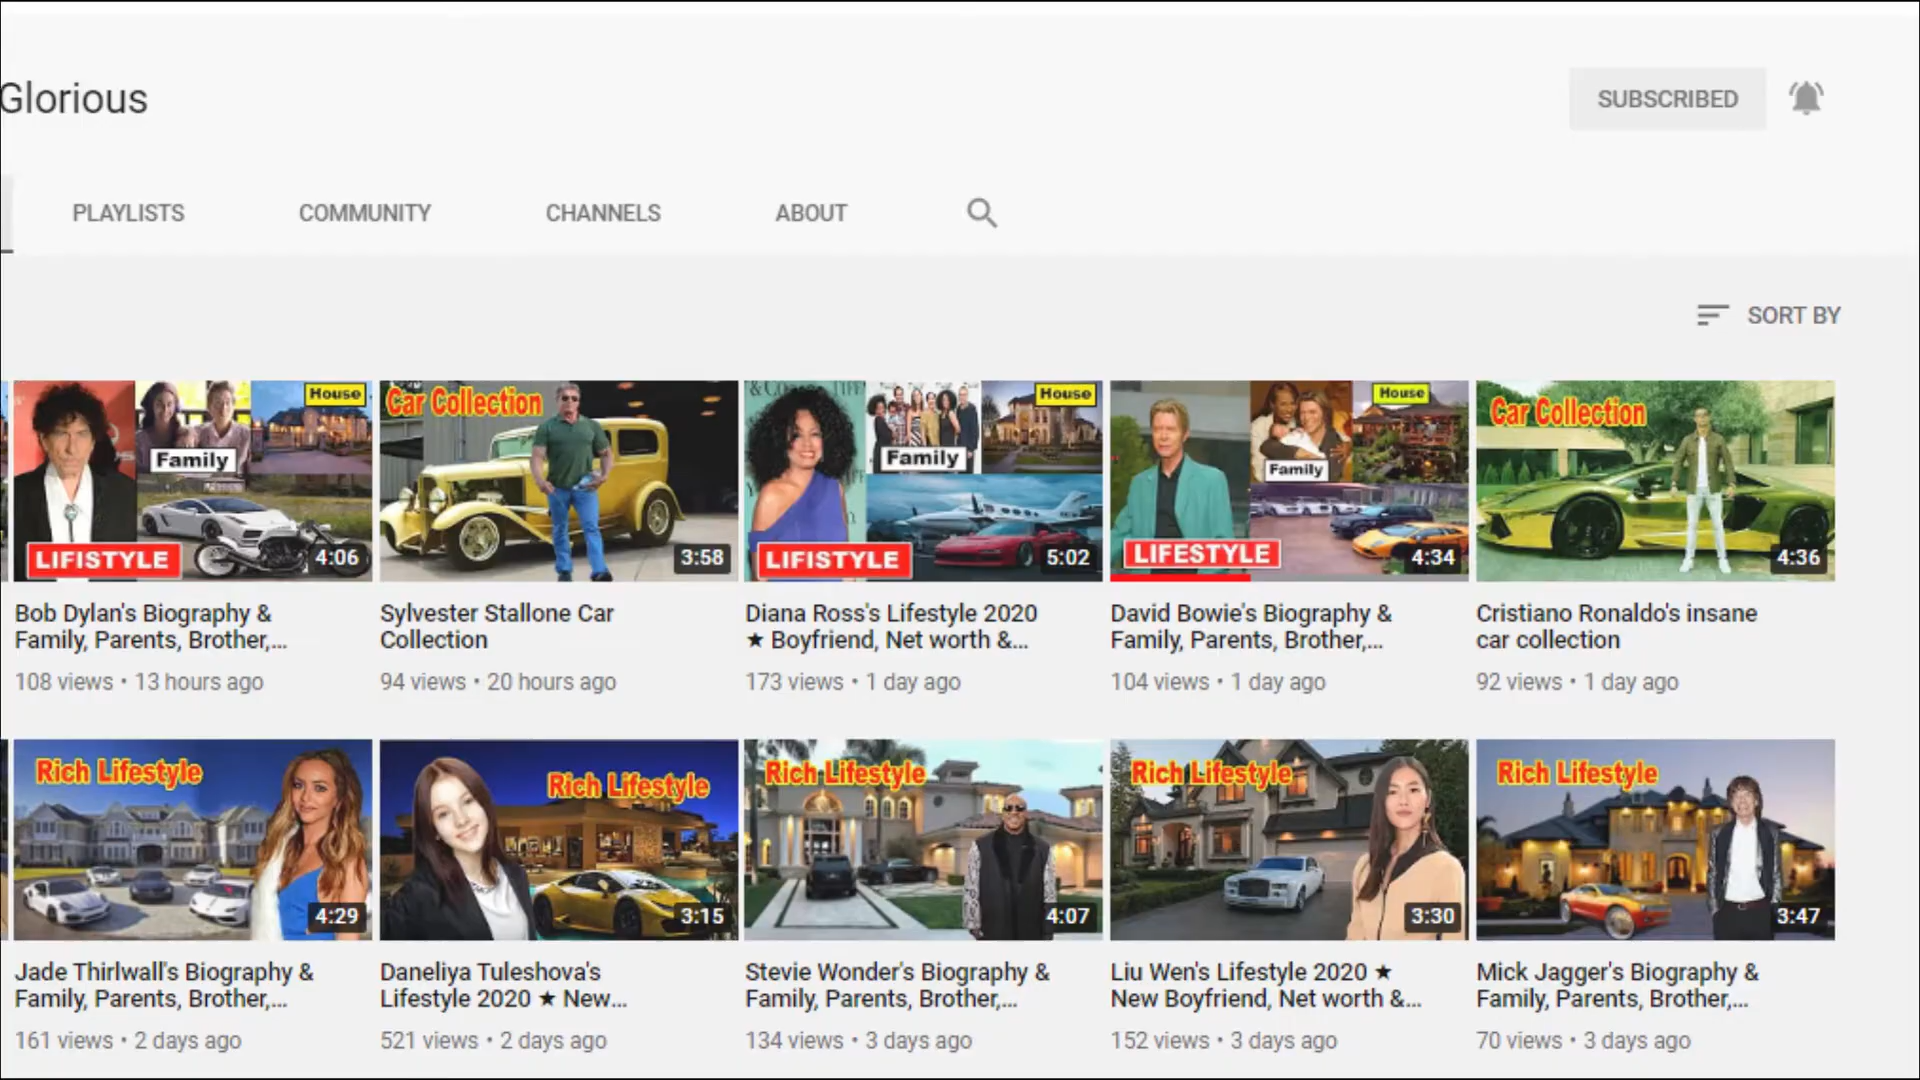 Glorious
SUBSCRIBED
PLAYLISTS
COMMUNITY
CHANNELS
ABOUT
SORT BY
House
Family
LIFISTYLE
4:06
Car Collection
3:58
House
Family
LIFISTYLE
5:02
House
Family
LIFESTYLE
4:34
Car Collection
4:36
Bob Dylan's Biography &
Family, Parents, Brother,...
108 views • 13 hours ago
Sylvester Stallone Car
Collection
94 views • 20 hours ago
Diana Ross's Lifestyle 2020
★ Boyfriend, Net worth &...
173 views • 1 day ago
David Bowie's Biography &
Family, Parents, Brother,...
104 views • 1 day ago
Cristiano Ronaldo's insane
car collection
92 views • 1 day ago
Rich Lifestyle
4:29
Rich Lifestyle
3:15
Rich Lifestyle
4:07
Rich Lifestyle
3:30
Rich Lifestyle
3:47
Jade Thirlwall's Biography &
Family, Parents, Brother,...
161 views • 2 days ago
Daneliya Tuleshova's
Lifestyle 2020 ★ New...
521 views • 2 days ago
Stevie Wonder's Biography &
Family, Parents, Brother,...
134 views • 3 days ago
Liu Wen's Lifestyle 2020 ★
New Boyfriend, Net worth &...
152 views • 3 days ago
Mick Jagger's Biography &
Family, Parents, Brother,...
70 views • 3 days ago